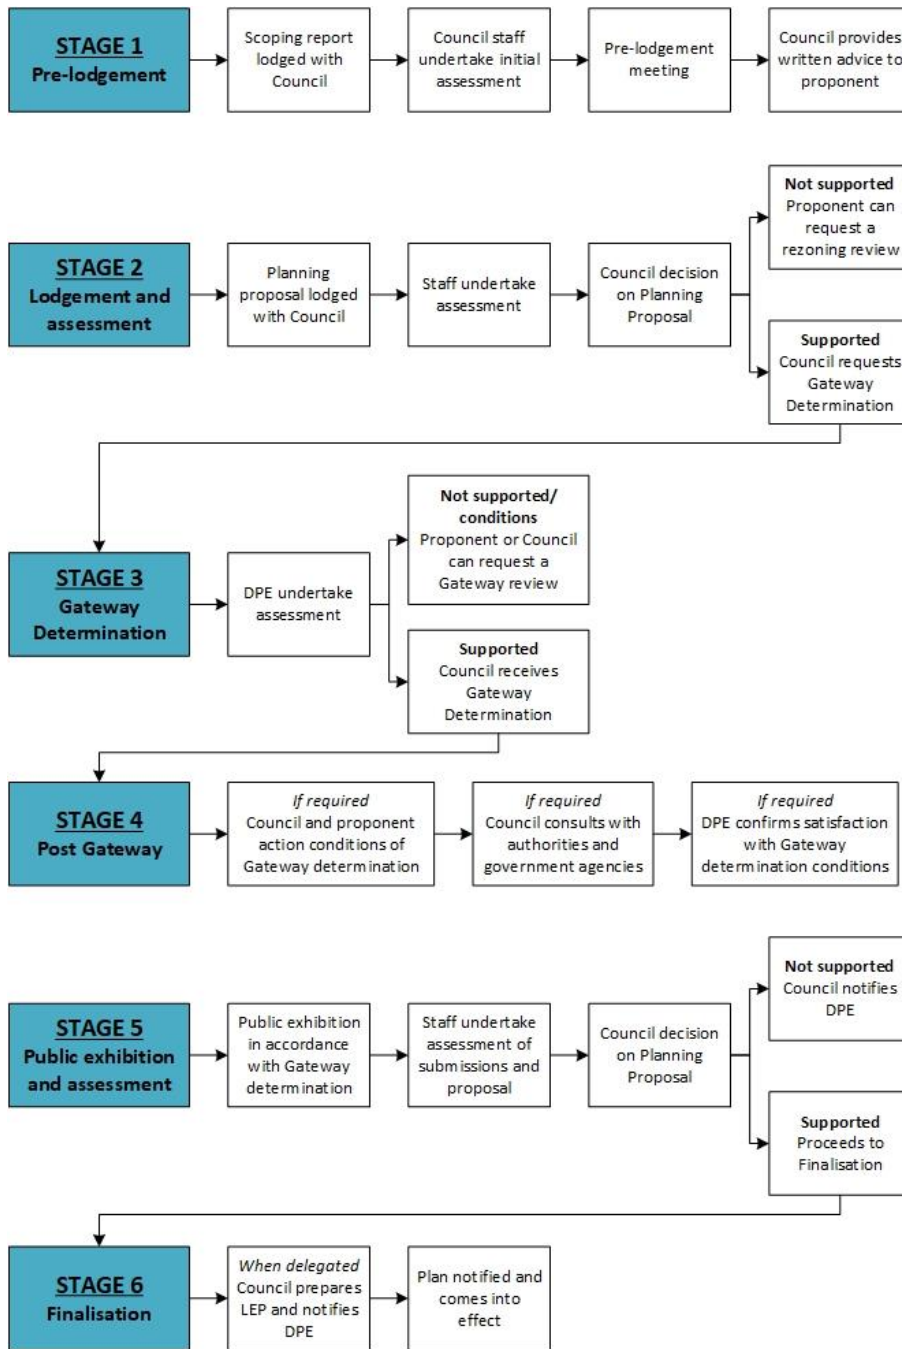 STAGE 1
Pre-lodgement
Scoping report
lodged with
Council
Council staff
undertake initial
assessment
Pre-lodgement
meeting
Council provides
written advice to
proponent
STAGE 2
Lodgement and
assessment
Planning
proposal lodged
with Council
Staff undertake
assessment
Council decision
on Planning
Proposal
Not supported
Proponent can
request a
rezoning review
Supported
Council requests
Gateway
Determination
STAGE 3
Gateway
Determination
DPE undertake
assessment
Not supported/
conditions
Proponent or Council
can request a
Gateway review
Supported
Council receives
Gateway
Determination
STAGE 4
Post Gateway
If required
Council and proponent
action conditions of
Gateway determination
If required
Council consults with
authorities and
government agencies
If required
DPE confirms satisfaction
with Gateway
determination conditions
STAGE 5
Public exhibition
and assessment
Public exhibition
in accordance
with Gateway
determination
Staff undertake
assessment of
submissions and
proposal
Council decision
on Planning
Proposal
Not supported
Council notifies
DPE
Supported
Proceeds to
Finalisation
STAGE 6
Finalisation
When delegated
Council prepares
LEP and notifies
DPE
Plan notified and
comes into
effect